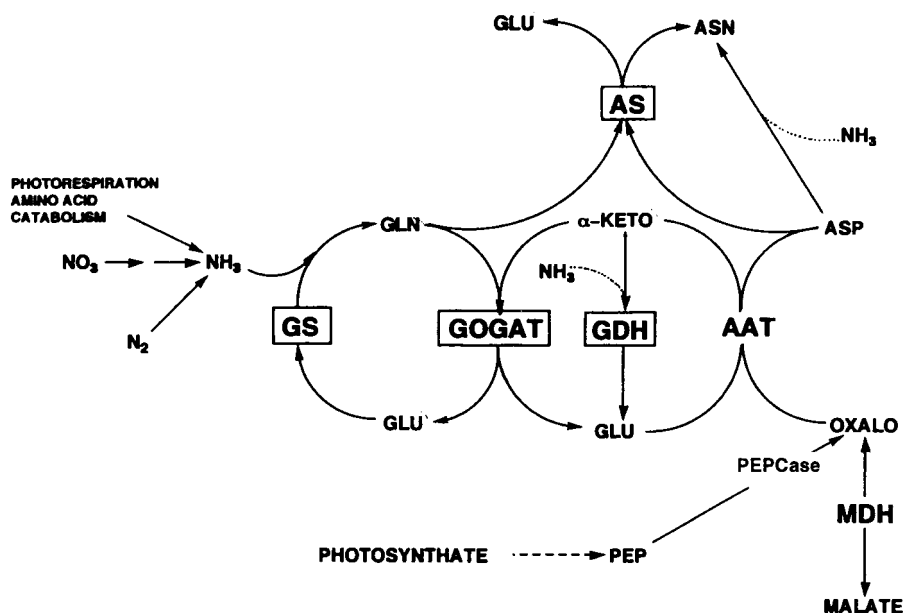 GLU
ASN
AS
NH₃
PHOTORESPIRATION
AMINO ACID
CATABOLISM
GLN
α-KETO
ASP
NO₃
NH₃
NH₃
N₂
GS
GOGAT
GDH
AAT
GLU
GLU
OXALO
PEPCase
MDH
PHOTOSYNTHATE
PEP
MALATE